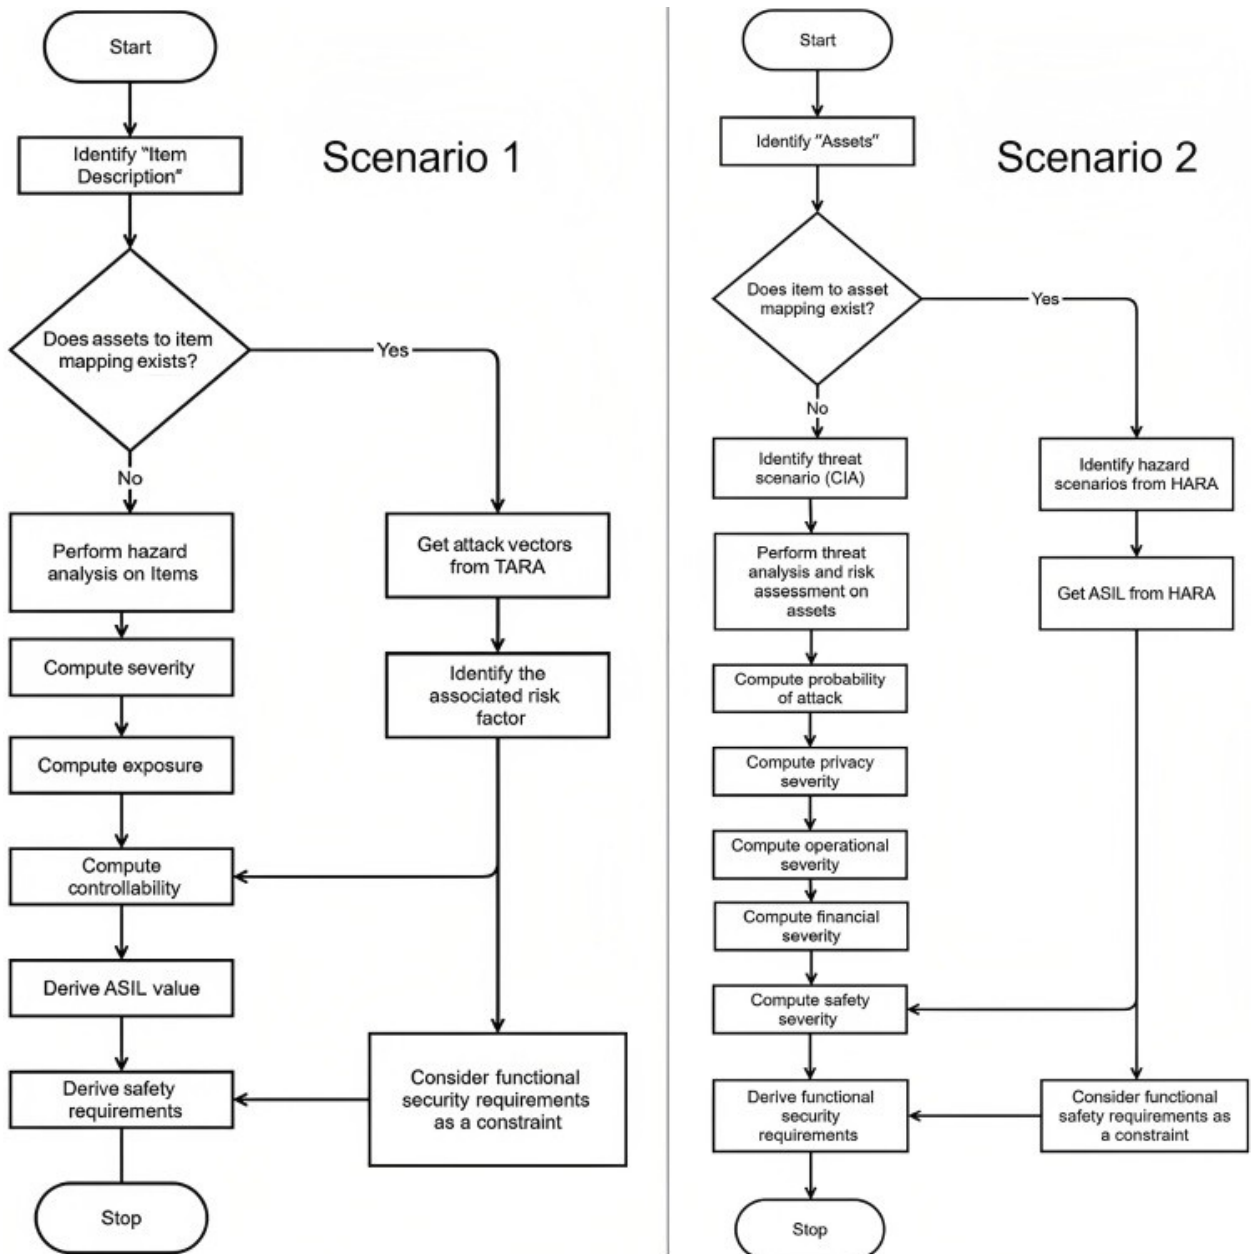 Scenario 1
Start
Identify "Item
Description"
Does assets to item
mapping exists?
Yes
No
Perform hazard
analysis on Items
Compute severity
Compute exposure
Compute
controllability
Derive ASIL value
Derive safety
requirements
Stop
Get attack vectors
from TARA
Identify the
associated risk
factor
Consider functional
security requirements
as a constraint
Scenario 2
Start
Identify "Assets"
Does item to asset
mapping exist?
Yes
No
Identify threat
scenario (CIA)
Perform threat
analysis and risk
assessment on
assets
Compute probability
of attack
Compute privacy
severity
Compute operational
severity
Compute financial
severity
Compute safety
severity
Derive functional
security
requirements
Stop
Identify hazard
scenarios from HARA
Get ASIL from HARA
Consider functional
safety requirements as
a constraint